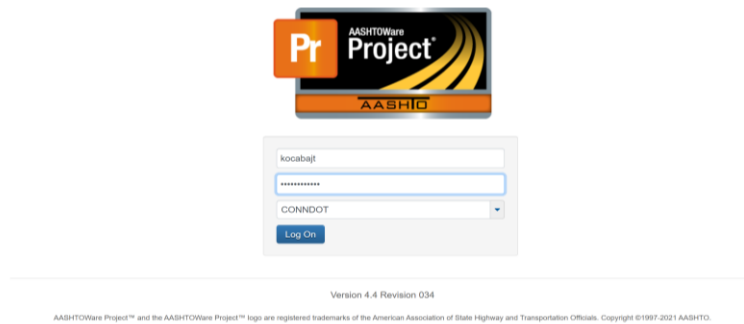 Pr
AASHTOWare
Project®
AASHTO
kocabajt
••••••••••••
CONNDOT
Log On
Version 4.4 Revision 034
AASHTOWare Project™ and the AASHTOWare Project™ logo are registered trademarks of the American Association of State Highway and Transportation Officials. Copyright ©1997-2021 AASHTO.